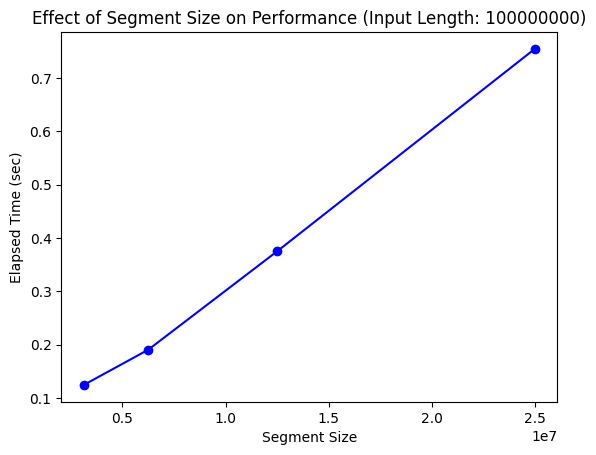 Effect of Segment Size on Performance (Input Length: 100000000)
Elapsed Time (sec)
0.7
0.6
0.5
0.4
0.3
0.2
0.1
0.5 1.0 1.5 2.0 2.5
1e7
Segment Size